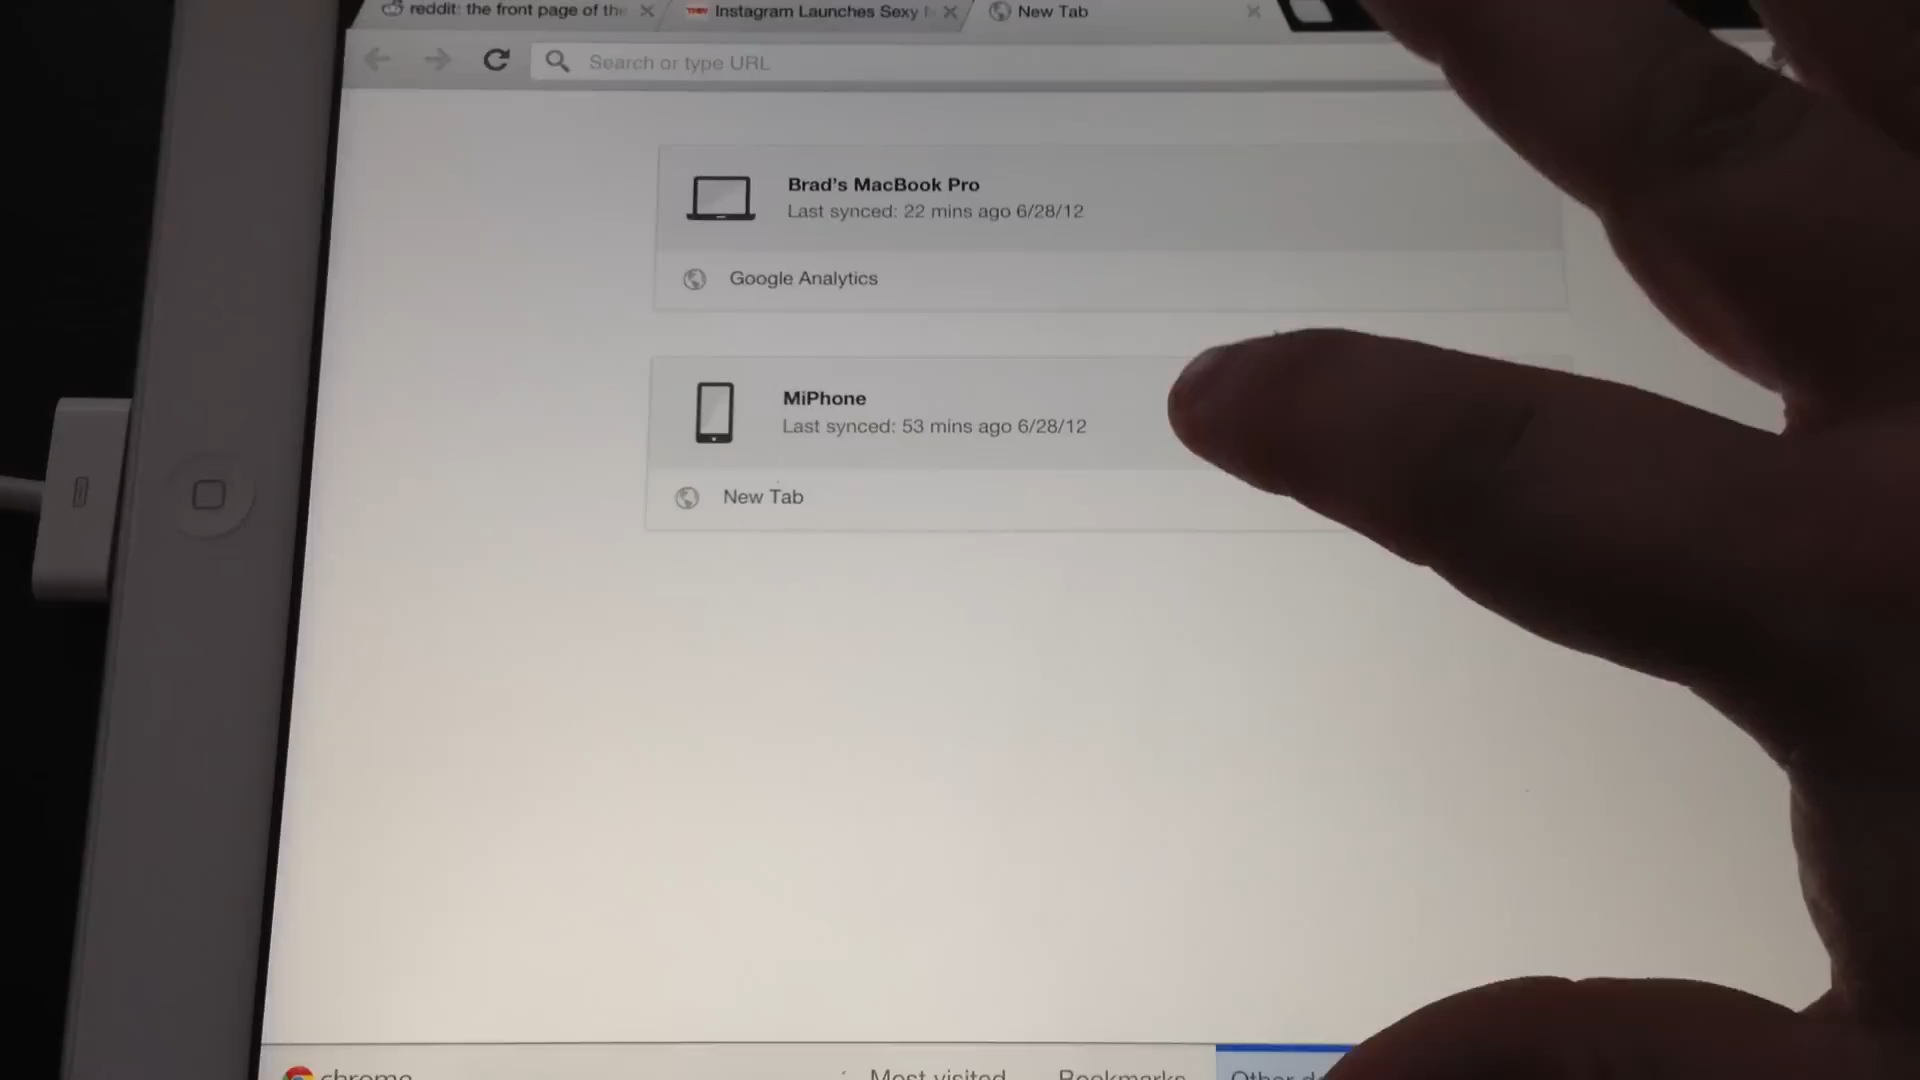 reddit: the front page of the
Instagram Launches Sexy
New Tab
Search or type URL
Brad's MacBook Pro
Last synced: 22 mins ago 6/28/12
Google Analytics
MiPhone
Last synced: 53 mins ago 6/28/12
New Tab
chrome
Most visited
Bookmarks
Other